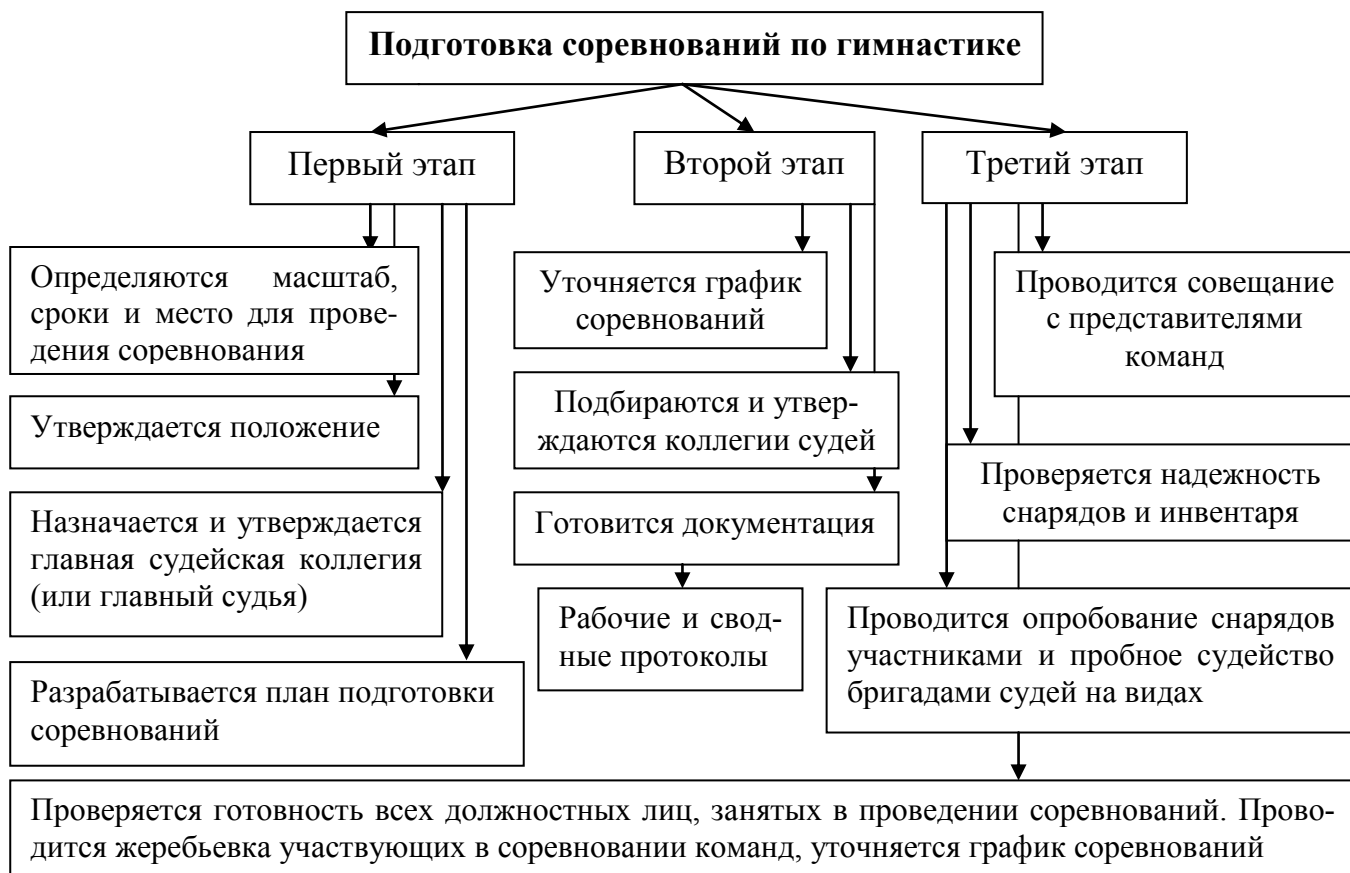 Подготовка соревнований по гимнастике
Первый этап
Второй этап
Третий этап
Определяются масштаб,
сроки и место для прове-
дения соревнования
Утверждается положение
Назначается и утверждается
главная судейская коллегия
(или главный судья)
Разрабатывается план подготовки
соревнований
Уточняется график
соревнований
Подбираются и утвер-
ждаются коллегии судей
Готовится документация
Рабочие и свод-
ные протоколы
Проводится совещание
с представителями
команд
Проверяется надежность
снарядов и инвентаря
Проводится опробование снарядов
участниками и пробное судейство
бригадами судей на видах
Проверяется готовность всех должностных лиц, занятых в проведении соревнований. Прово-
дится жеребьевка участвующих в соревновании команд, уточняется график соревнований